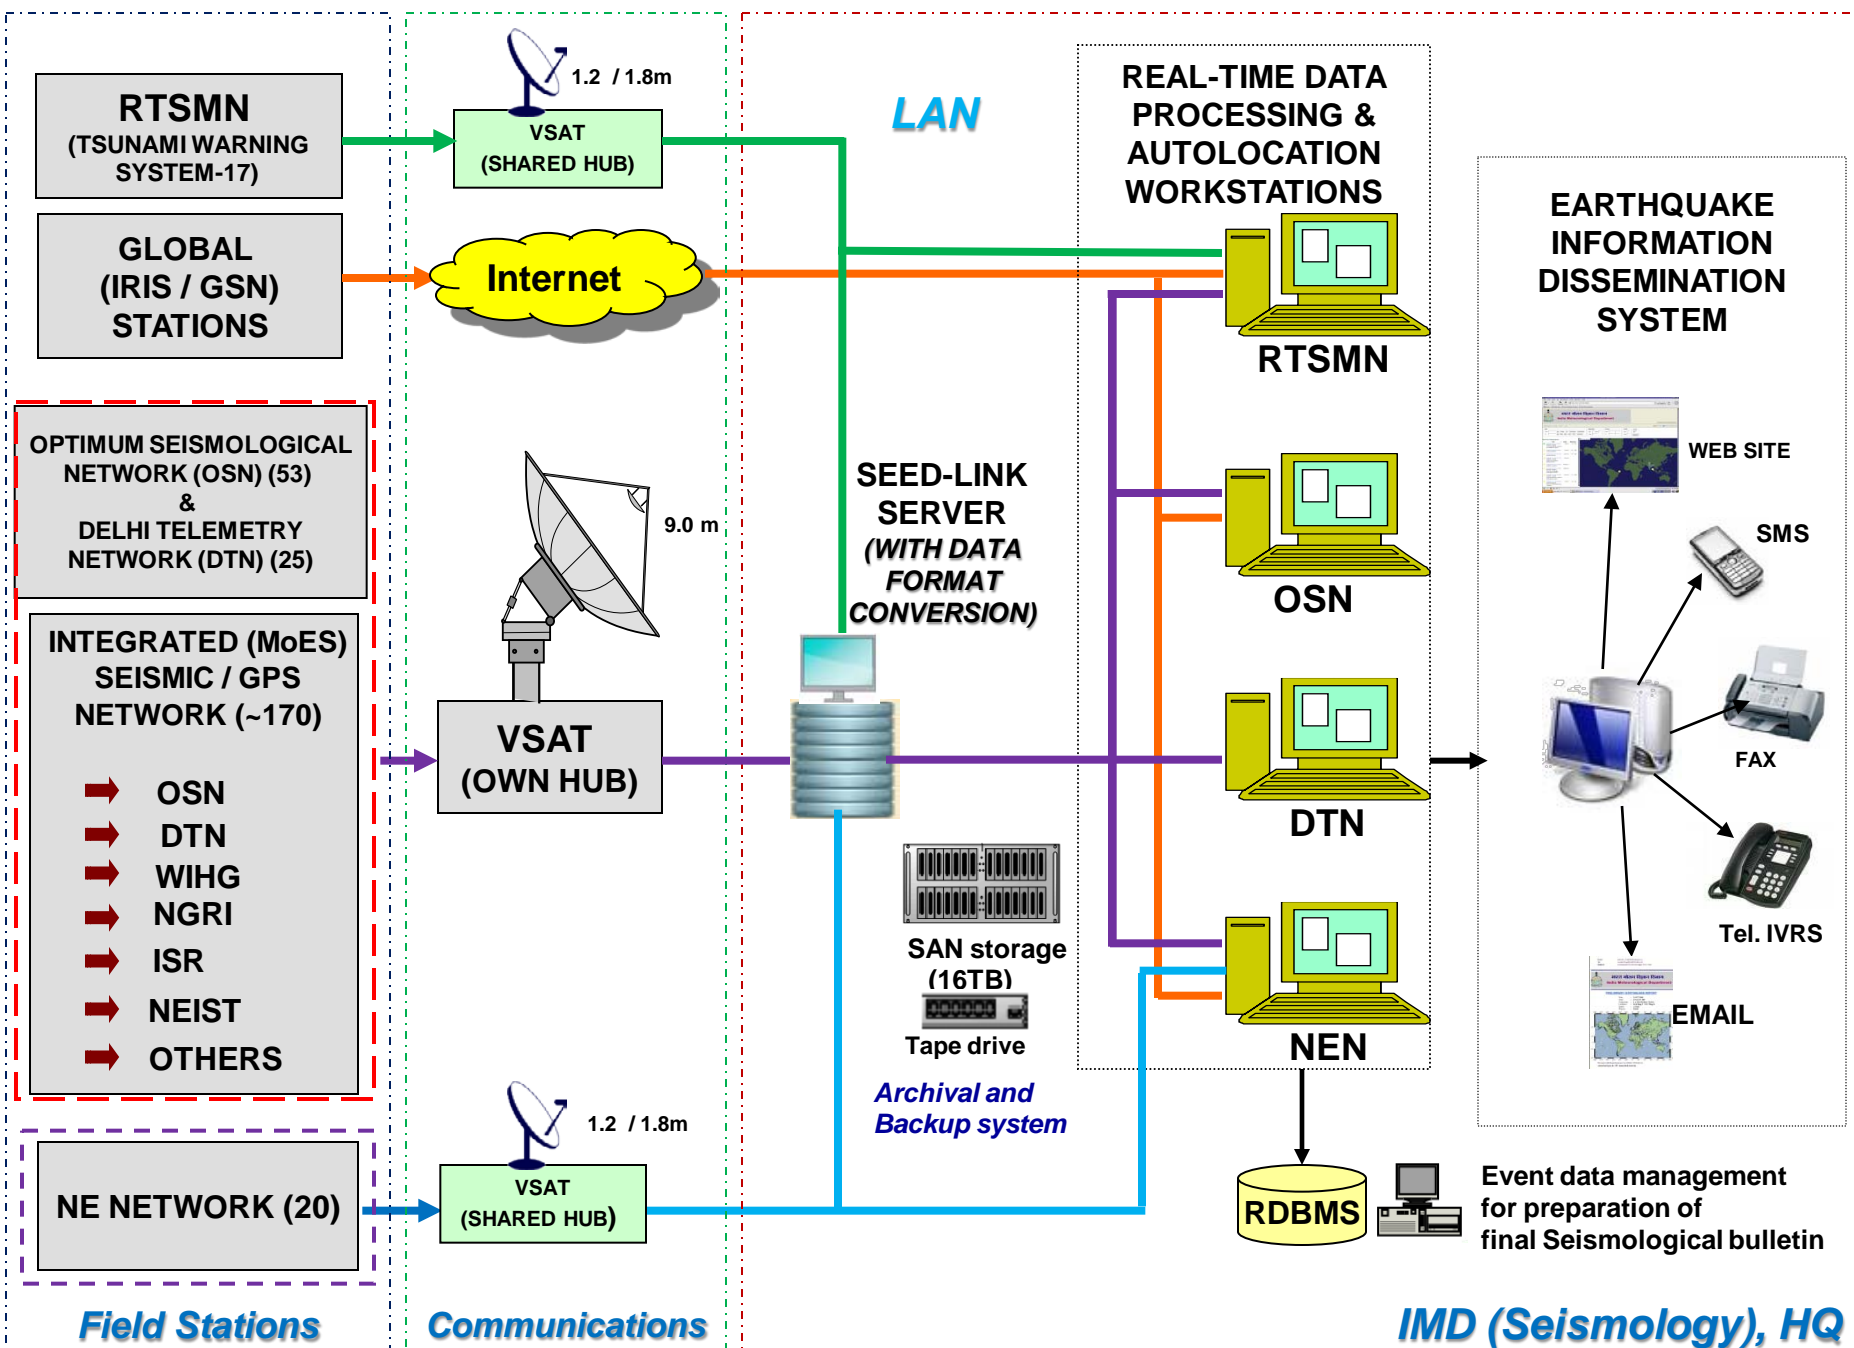 RTSMN
(TSUNAMI WARNING
SYSTEM-17)
GLOBAL
(IRIS / GSN)
STATIONS
OPTIMUM SEISMOLOGICAL
NETWORK (OSN) (53)
&
DELHI TELEMETRY
NETWORK (DTN) (25)
INTEGRATED (MoES)
SEISMIC / GPS
NETWORK (~170)
OSN
DTN
WIHG
NGRI
ISR
NEIST
OTHERS
NE NETWORK (20)
Field Stations
1.2 / 1.8m
VSAT
(SHARED HUB)
Internet
9.0 m
VSAT
(OWN HUB)
1.2 / 1.8m
VSAT
(SHARED HUB)
Communications
LAN
SEED-LINK
SERVER
(WITH DATA
FORMAT
CONVERSION)
SAN storage
(16TB)
Tape drive
Archival and
Backup system
REAL-TIME DATA
PROCESSING &
AUTOLOCATION
WORKSTATIONS
RTSMN
OSN
DTN
NEN
RDBMS
Event data management
for preparation of
final Seismological bulletin
EARTHQUAKE
INFORMATION
DISSEMINATION
SYSTEM
WEB SITE
SMS
FAX
Tel. IVRS
EMAIL
IMD (Seismology), HQ